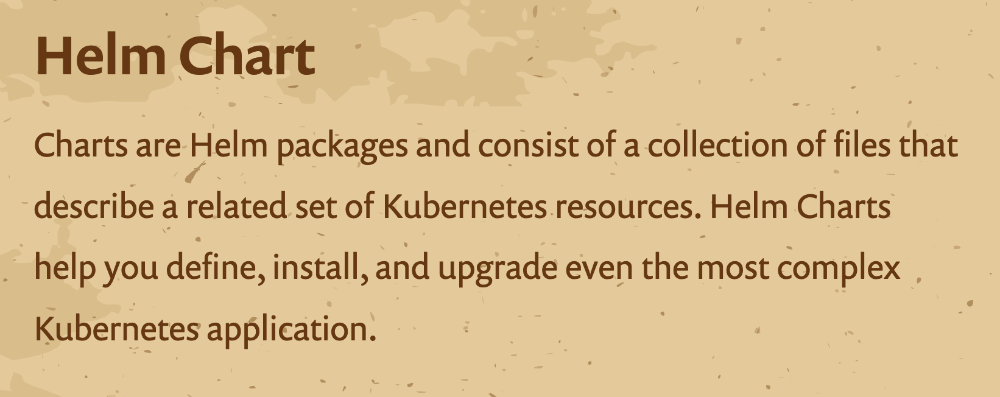 Helm Chart
Charts are Helm packages and consist of a collection of files that
describe a related set of Kubernetes resources. Helm Charts
help you define, install, and upgrade even the most complex
Kubernetes application.